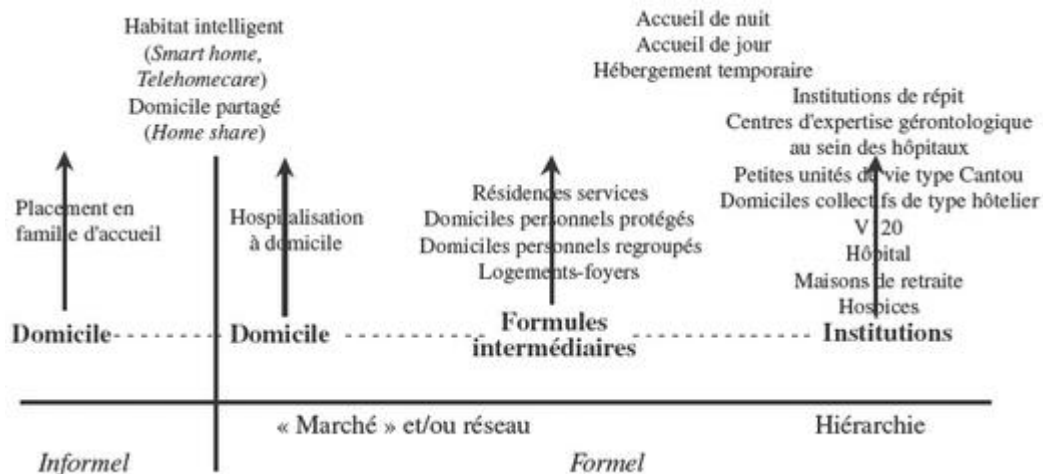 Habitat intelligent
(Smart home,
Telehomecare)
Domicile partagé
(Home share)
Accueil de nuit
Accueil de jour
Hébergement temporaire
Institutions de répit
Centres d'expertise gérontologique
au sein des hôpitaux
Petites unités de vie type Cantou
Domiciles collectifs de type hôtelier
V 20
Hôpital
Maisons de retraite
Hospices
Placement en
famille d'accueil
Hospitalisation
à domicile
Résidences services
Domiciles personnels protégés
Domiciles personnels regroupés
Logements-foyers
Domicile
Domicile
Formules
intermédiaires
Institutions
« Marché » et/ou réseau
Hiérarchie
Informel
Formel